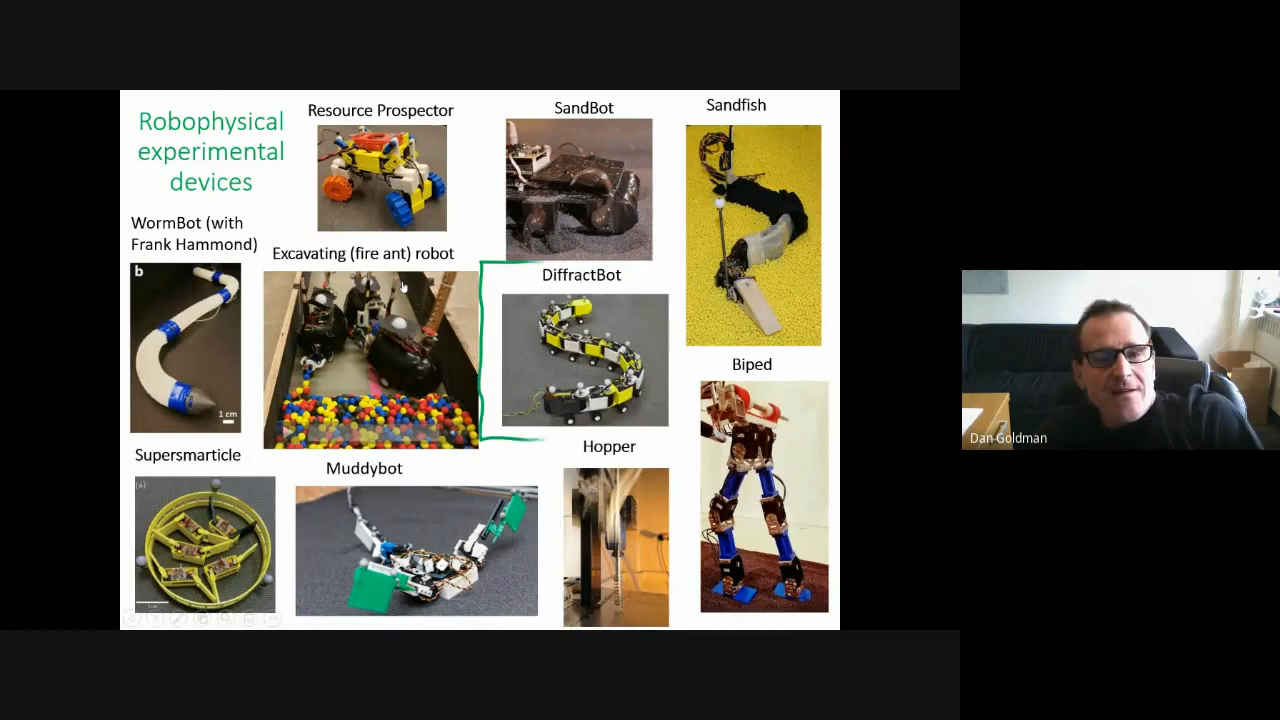 Robophysical
experimental
devices
Resource Prospector
SandBot
Sandfish
WormBot (with
Frank Hammond)
Excavating (fire ant) robot
DiffractBot
b
1 cm
Biped
Supersmarticle
Muddybot
Hopper
(a)
Dan Goldman